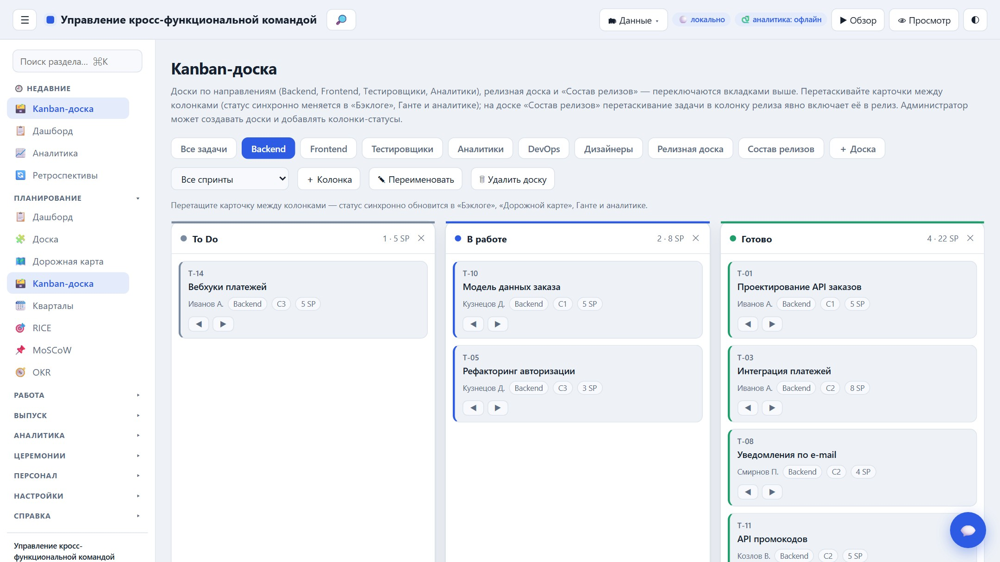 ☰ Управление кросс-функциональной командой
Данные ▾ локально аналитика: офлайн ▶ Обзор Просмотр
Поиск раздела... ⌘K
НЕДАВНИЕ
Kanban-доска
Дашборд
Аналитика
Ретроспективы
ПЛАНИРОВАНИЕ ▾
Дашборд
Доска
Дорожная карта
Kanban-доска
Кварталы
RICE
MoSCoW
OKR
РАБОТА ▸
ВЫПУСК ▸
АНАЛИТИКА ▸
ЦЕРЕМОНИИ ▸
ПЕРСОНАЛ ▸
НАСТРОЙКИ ▸
СПРАВКА ▸
Управление кросс-
функциональной командой
Kanban-доска
Доски по направлениям (Backend, Frontend, Тестировщики, Аналитики), релизная доска и «Состав релизов» — переключаются вкладками выше. Перетаскивайте карточки между
колонками (статус синхронно меняется в «Бэклоге», Ганте и аналитике); на доске «Состав релизов» перетаскивание задачи в колонку релиза явно включает её в релиз. Администратор
может создавать доски и добавлять колонки-статусы.
Все задачи Backend Frontend Тестировщики Аналитики DevOps Дизайнеры Релизная доска Состав релизов + Доска
Все спринты + Колонка Переименовать Удалить доску
Перетащите карточку между колонками — статус синхронно обновится в «Бэклоге», «Дорожной карте», Ганте и аналитике.
To Do 1 · 5 SP ×
T-14
Вебхуки платежей
Иванов А. Backend С3 5 SP
◀ ▶
В работе 2 · 8 SP ×
T-10
Модель данных заказа
Кузнецов Д. Backend С1 5 SP
◀ ▶
T-05
Рефакторинг авторизации
Кузнецов Д. Backend С3 3 SP
◀ ▶
Готово 4 · 22 SP ×
T-01
Проектирование API заказов
Иванов А. Backend С1 5 SP
◀ ▶
T-03
Интеграция платежей
Иванов А. Backend С2 8 SP
◀ ▶
T-08
Уведомления по e-mail
Смирнов П. Backend С2 4 SP
◀ ▶
T-11
API промокодов
Козлов В. Backend С2 5 SP